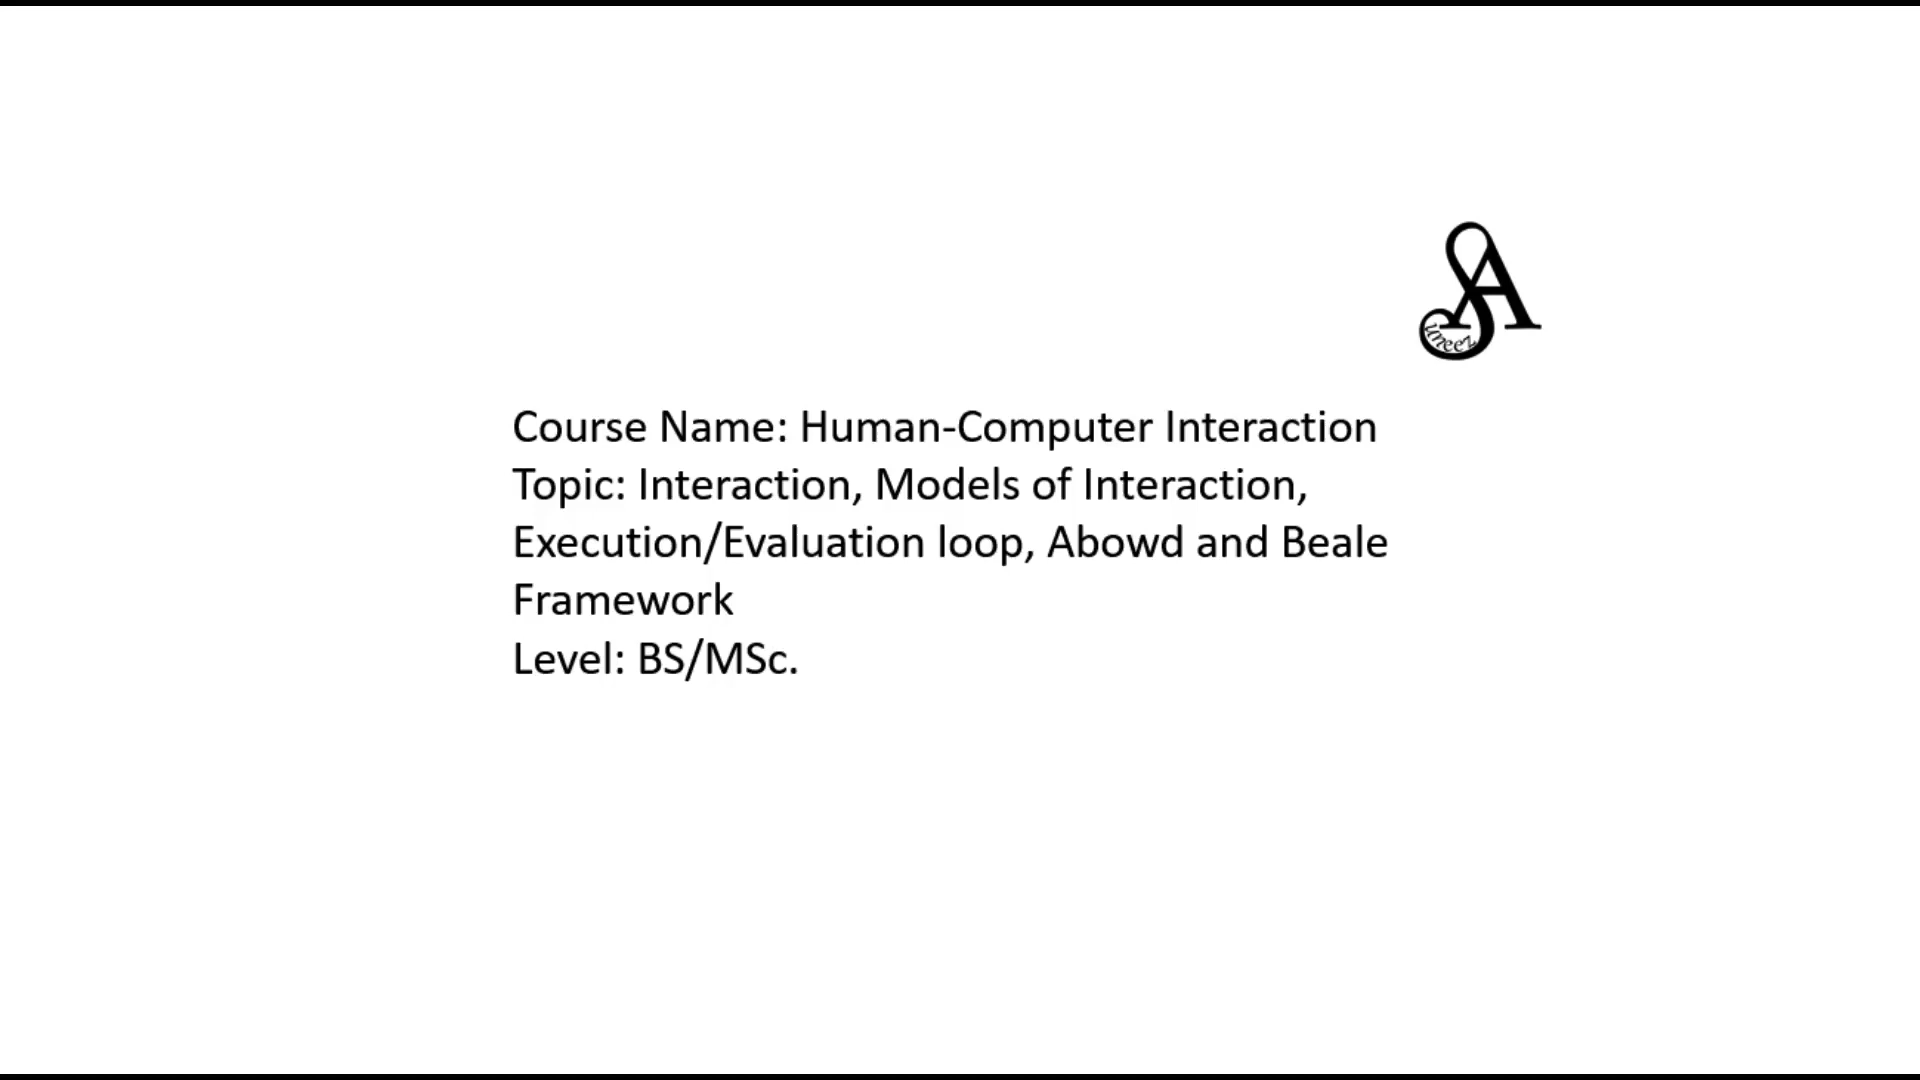 Course Name: Human-Computer Interaction
Topic: Interaction, Models of Interaction,
Execution/Evaluation loop, Abowd and Beale
Framework
Level: BS/MSc.